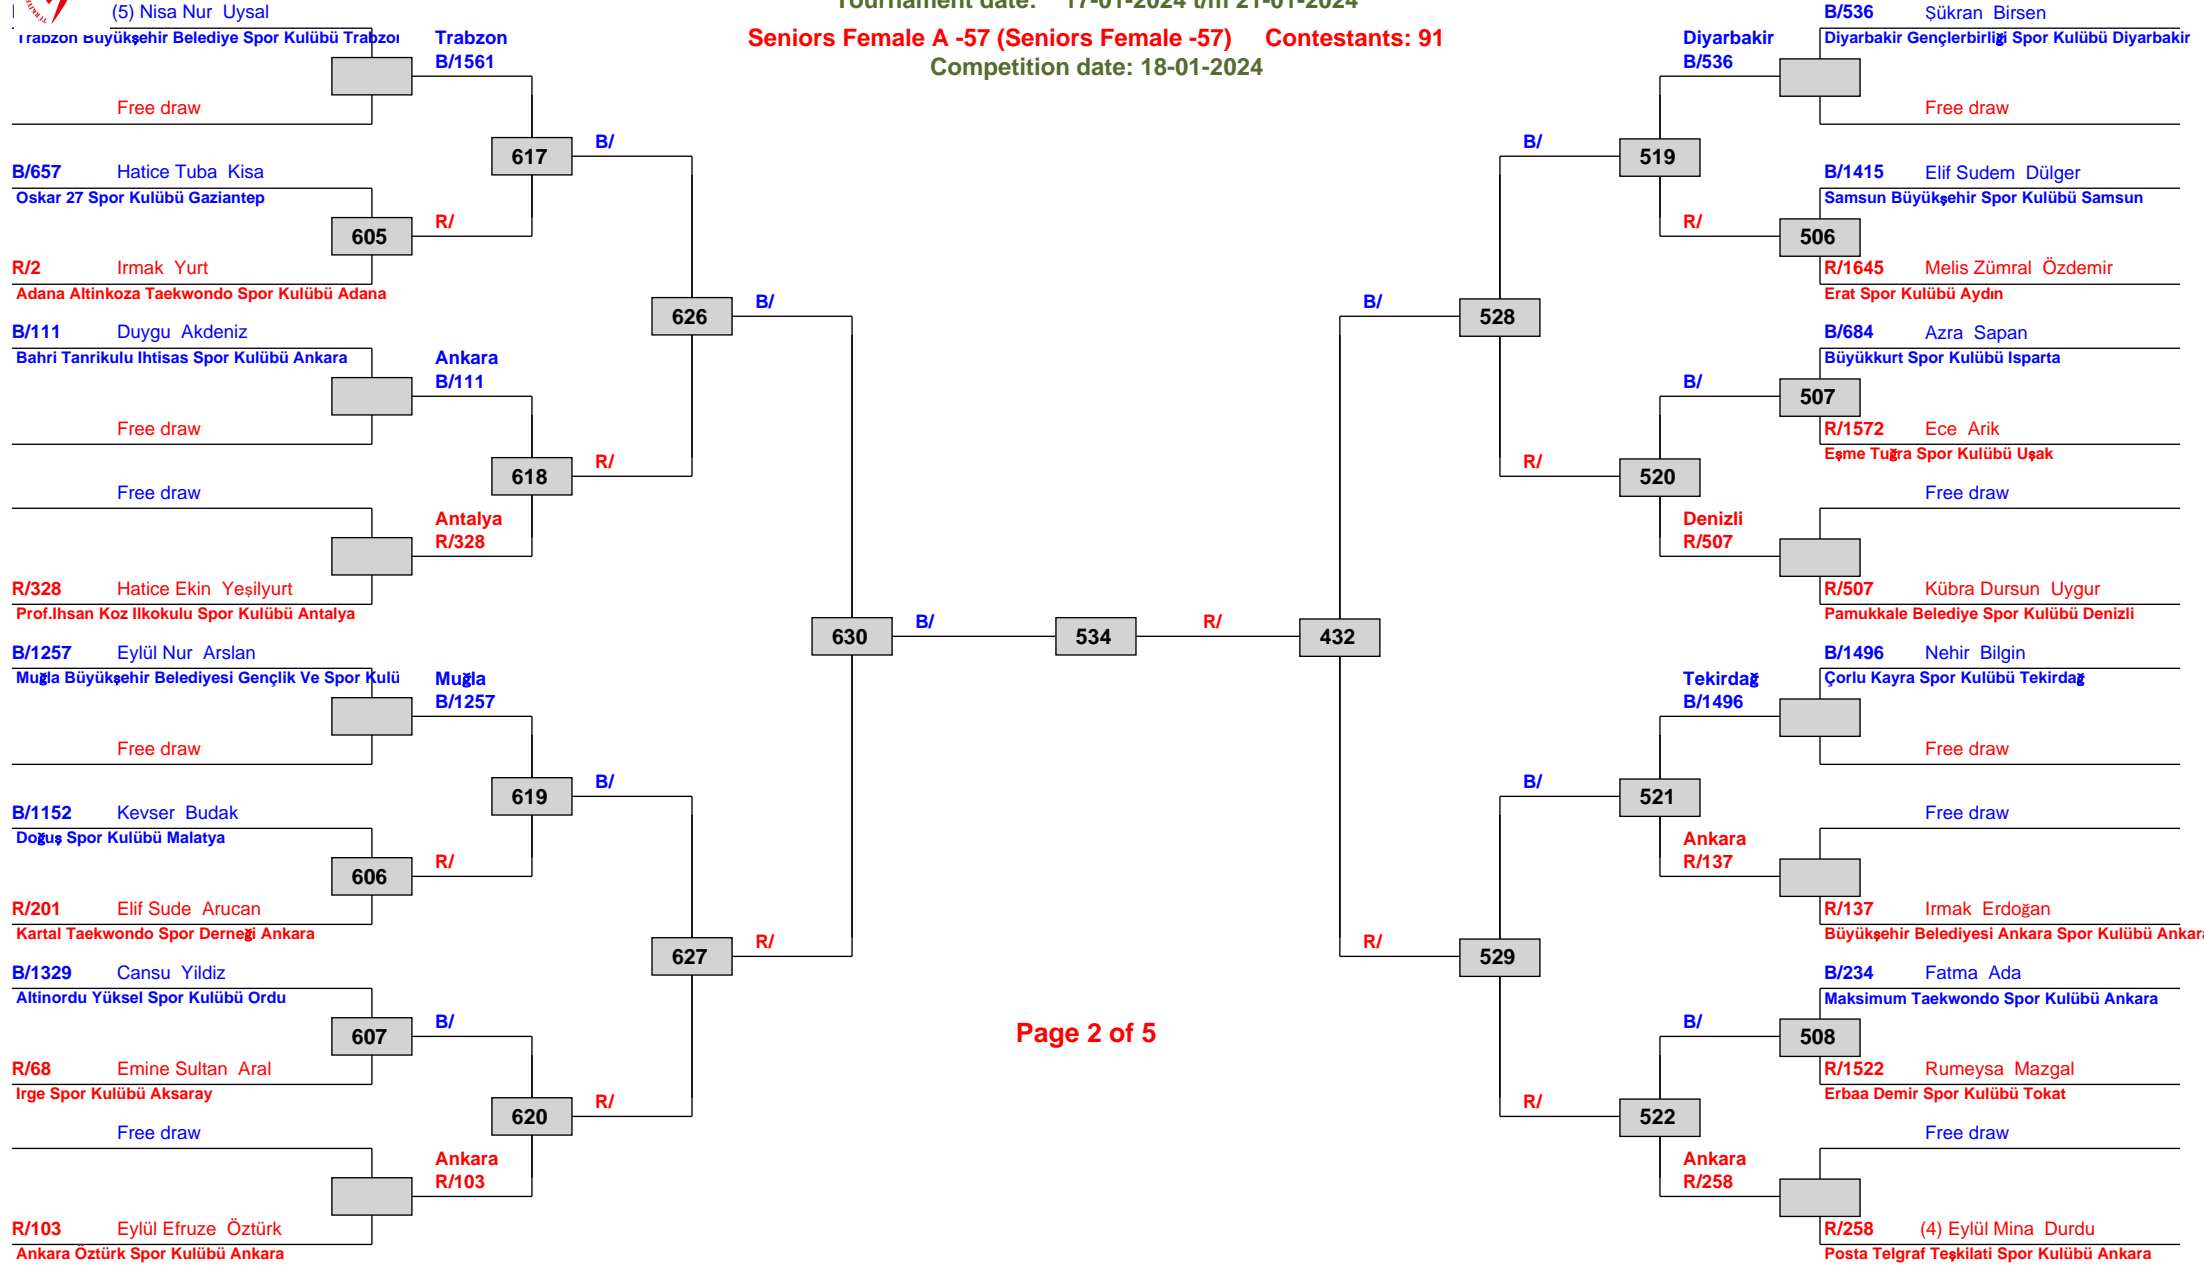 Tournament date: 17-01-2024 t/m 21-01-2024
Seniors Female A -57 (Seniors Female -57) Contestants: 91
Competition date: 18-01-2024
(5) Nisa Nur Uysal
Trabzon Büyükşehir Belediye Spor Kulübü Trabzon
Free draw
B/657 Hatice Tuba Kisa
Oskar 27 Spor Kulübü Gaziantep
R/2 Irmak Yurt
Adana Altinkoza Taekwondo Spor Kulübü Adana
B/111 Duygu Akdeniz
Bahri Tanrikulu Ihtisas Spor Kulübü Ankara
Free draw
Free draw
R/328 Hatice Ekin Yeşilyurt
Prof.Ihsan Koz Ilkokulu Spor Kulübü Antalya
B/1257 Eylül Nur Arslan
Muğla Büyükşehir Belediyesi Gençlik Ve Spor Kulü
Free draw
B/1152 Kevser Budak
Doğuş Spor Kulübü Malatya
R/201 Elif Sude Arucan
Kartal Taekwondo Spor Derneği Ankara
B/1329 Cansu Yildiz
Altinordu Yüksel Spor Kulübü Ordu
R/68 Emine Sultan Aral
Irge Spor Kulübü Aksaray
Free draw
R/103 Eylül Efruze Öztürk
Ankara Öztürk Spor Kulübü Ankara
605
606
607
Trabzon
B/1561
R/
Ankara
B/111
Antalya
R/328
Muğla
B/1257
R/
B/
Ankara
R/103
617
618
619
620
B/
R/
B/
R/
626
627
B/
R/
630
B/
534
R/
432
Page 2 of 5
B/
R/
528
529
B/
R/
B/
R/
519
520
521
522
Diyarbakir
B/536
R/
B/
Denizli
R/507
Tekirdağ
B/1496
Ankara
R/137
B/
Ankara
R/258
506
507
508
B/536 Şükran Birsen
Diyarbakir Gençlerbirliği Spor Kulübü Diyarbakir
Free draw
B/1415 Elif Sudem Dülger
Samsun Büyükşehir Spor Kulübü Samsun
R/1645 Melis Zümral Özdemir
Erat Spor Kulübü Aydın
B/684 Azra Sapan
Büyükkurt Spor Kulübü Isparta
R/1572 Ece Arik
Eşme Tuğra Spor Kulübü Uşak
Free draw
R/507 Kübra Dursun Uygur
Pamukkale Belediye Spor Kulübü Denizli
B/1496 Nehir Bilgin
Çorlu Kayra Spor Kulübü Tekirdağ
Free draw
Free draw
R/137 Irmak Erdoğan
Büyükşehir Belediyesi Ankara Spor Kulübü Ankara
B/234 Fatma Ada
Maksimum Taekwondo Spor Kulübü Ankara
R/1522 Rumeysa Mazgal
Erbaa Demir Spor Kulübü Tokat
Free draw
R/258 (4) Eylül Mina Durdu
Posta Telgraf Teşkilati Spor Kulübü Ankara